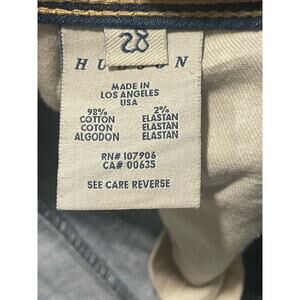 28
HUDSON
MADE IN
LOS ANGELES
USA
98% 2%
COTTON ELASTAN
COTON ELASTAN
ALGODON ELASTAN
RN# 107906
CA# 00635
SEE CARE REVERSE